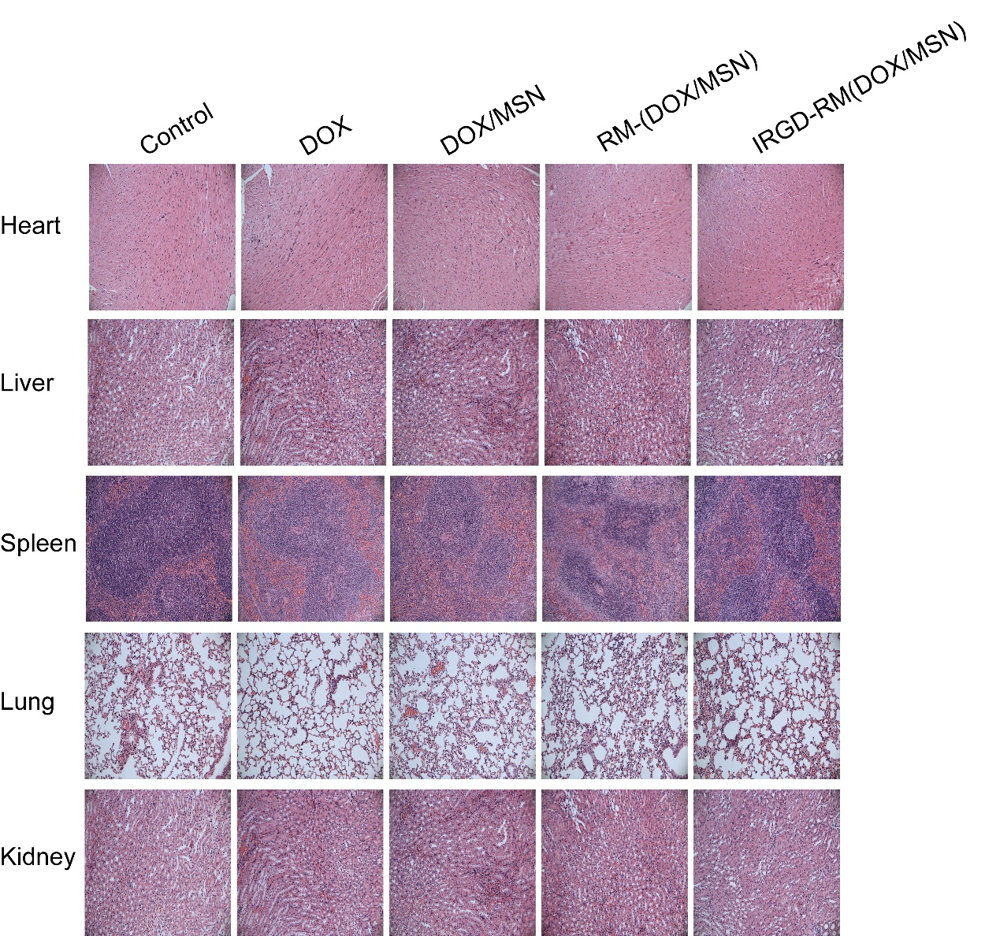 Control
DOX
DOX/MSN
RM-(DOX/MSN)
IRGD-RM(DOX/MSN)
Heart
Liver
Spleen
Lung
Kidney